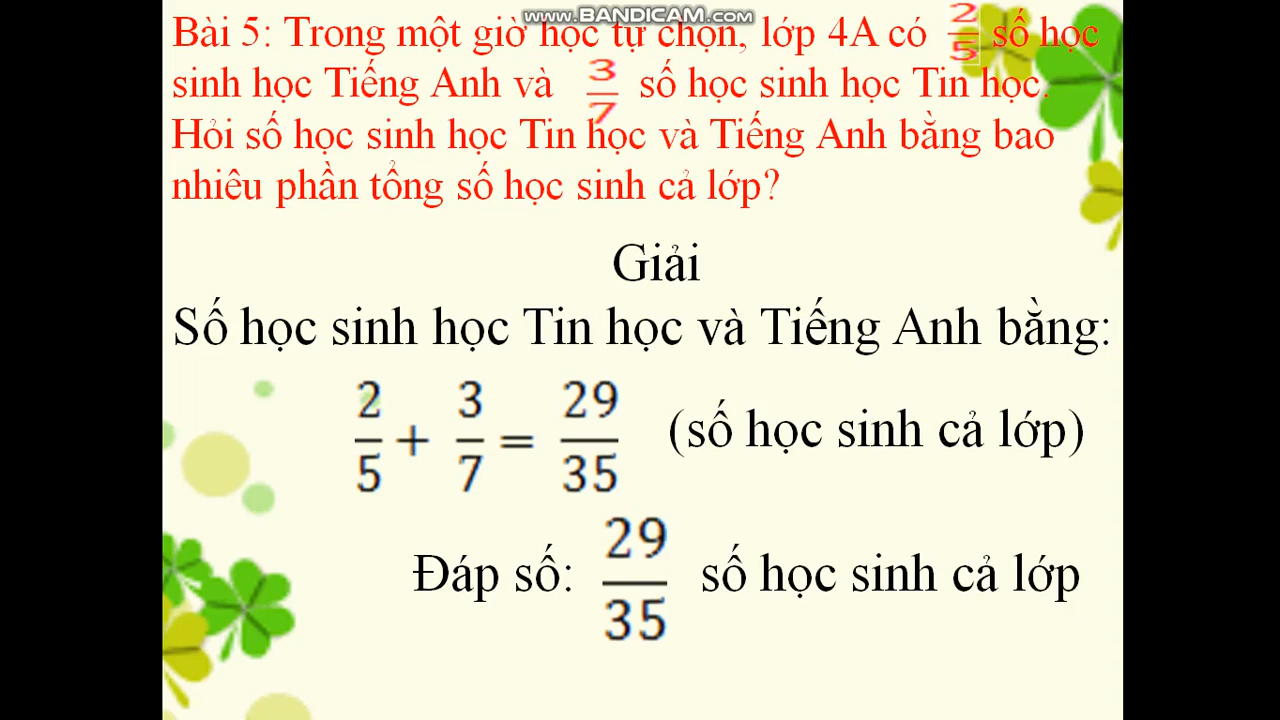 www.BANDICAM.com
Bài 5: Trong một giờ học tự chọn, lớp 4A có 2/5 số học
sinh học Tiếng Anh và 3/7 số học sinh học Tin học.
Hỏi số học sinh học Tin học và Tiếng Anh bằng bao
nhiêu phần tổng số học sinh cả lớp?
Giải
Số học sinh học Tin học và Tiếng Anh bằng:
2/5 + 3/7 = 29/35 (số học sinh cả lớp)
Đáp số: 29/35 số học sinh cả lớp